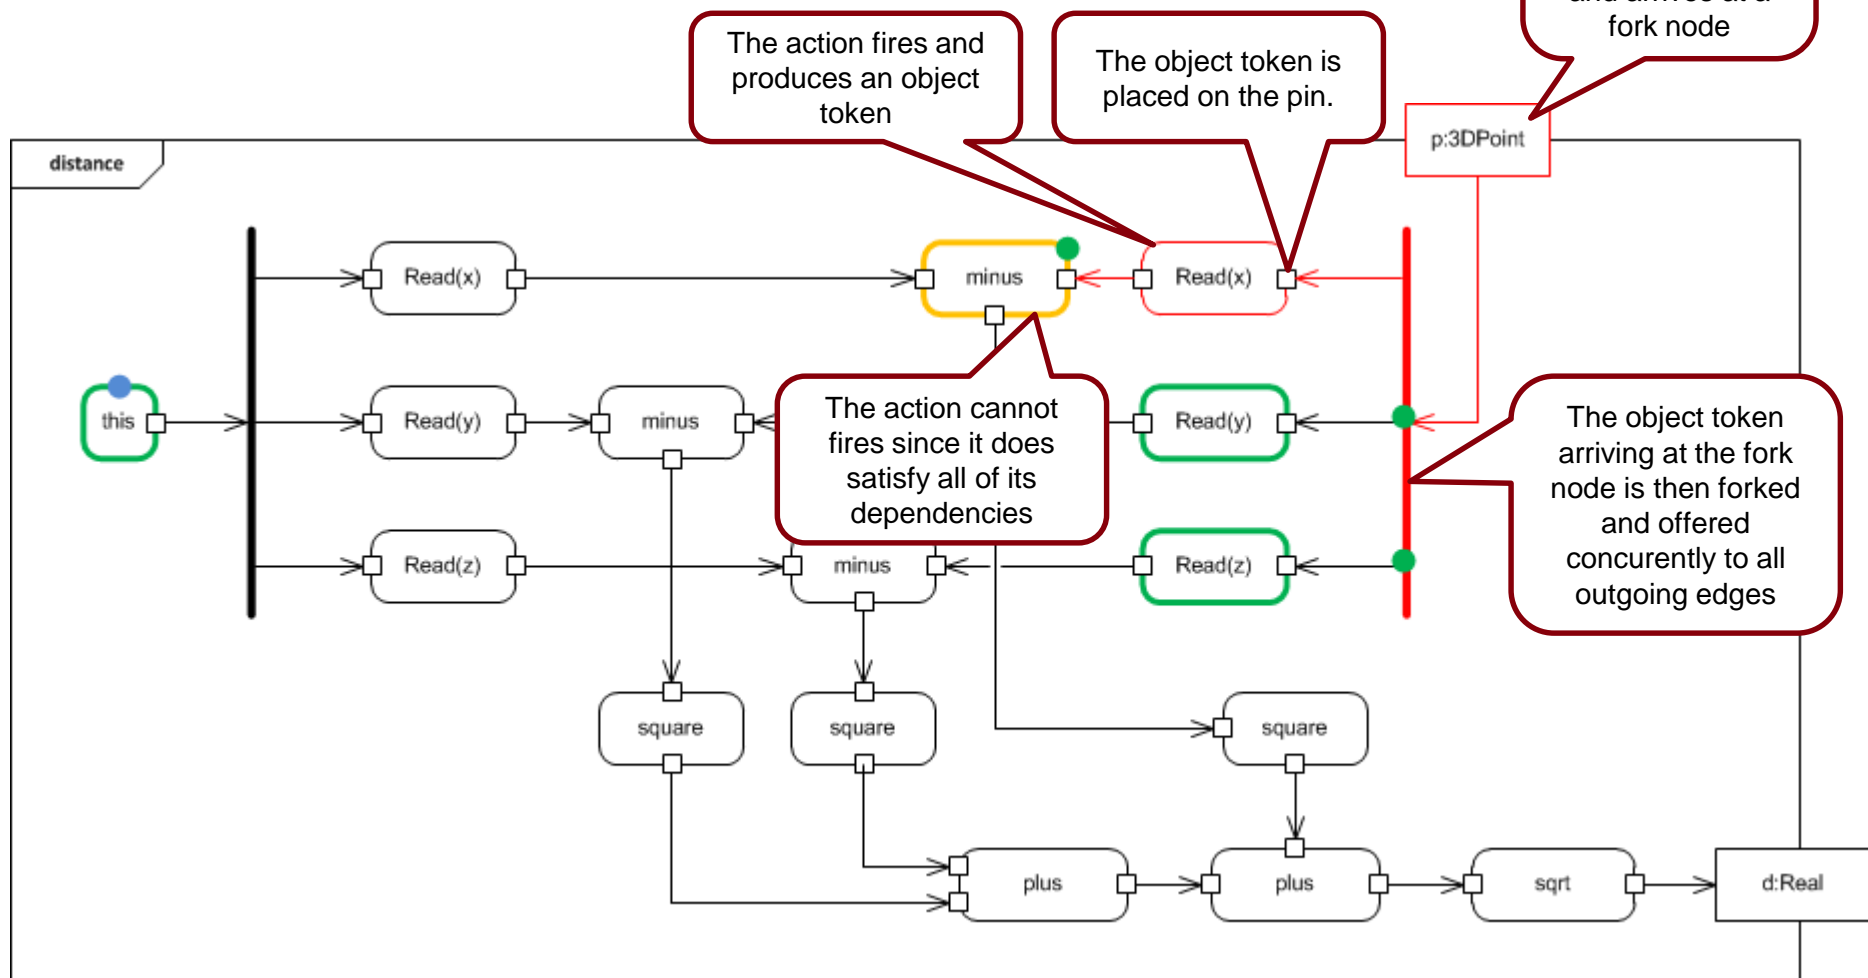 and arrives at a
fork node
The action fires and
produces an object
token
The object token is
placed on the pin.
p:3DPoint
distance
Read(x)
minus
Read(x)
this
Read(y)
minus
The action cannot
fires since it does
satisfy all of its
dependencies
Read(y)
The object token
arriving at the fork
node is then forked
and offered
concurently to all
outgoing edges
Read(z)
minus
Read(z)
square
square
square
plus
plus
sqrt
d:Real